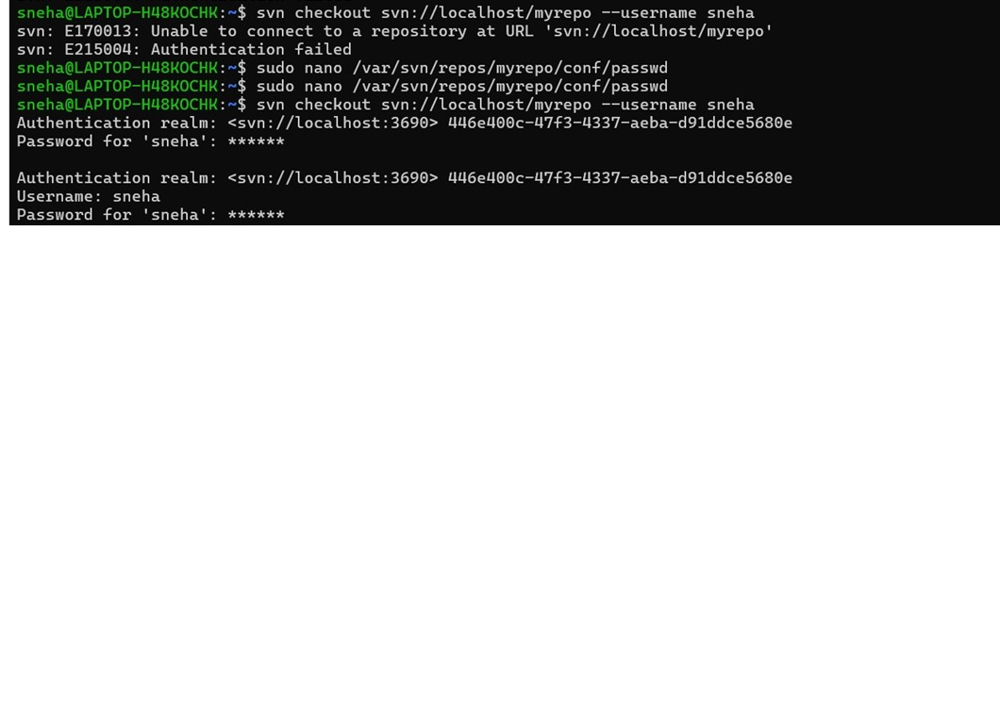 sneha@LAPTOP-H48KOCHK:~$ svn checkout svn://localhost/myrepo --username sneha
svn: E170013: Unable to connect to a repository at URL 'svn://localhost/myrepo'
svn: E215004: Authentication failed
sneha@LAPTOP-H48KOCHK:~$ sudo nano /var/svn/repos/myrepo/conf/passwd
sneha@LAPTOP-H48KOCHK:~$ sudo nano /var/svn/repos/myrepo/conf/passwd
sneha@LAPTOP-H48KOCHK:~$ svn checkout svn://localhost/myrepo --username sneha
Authentication realm: <svn://localhost:3690> 446e400c-47f3-4337-aeba-d91ddce5680e
Password for 'sneha': ******
Authentication realm: <svn://localhost:3690> 446e400c-47f3-4337-aeba-d91ddce5680e
Username: sneha
Password for 'sneha': ******